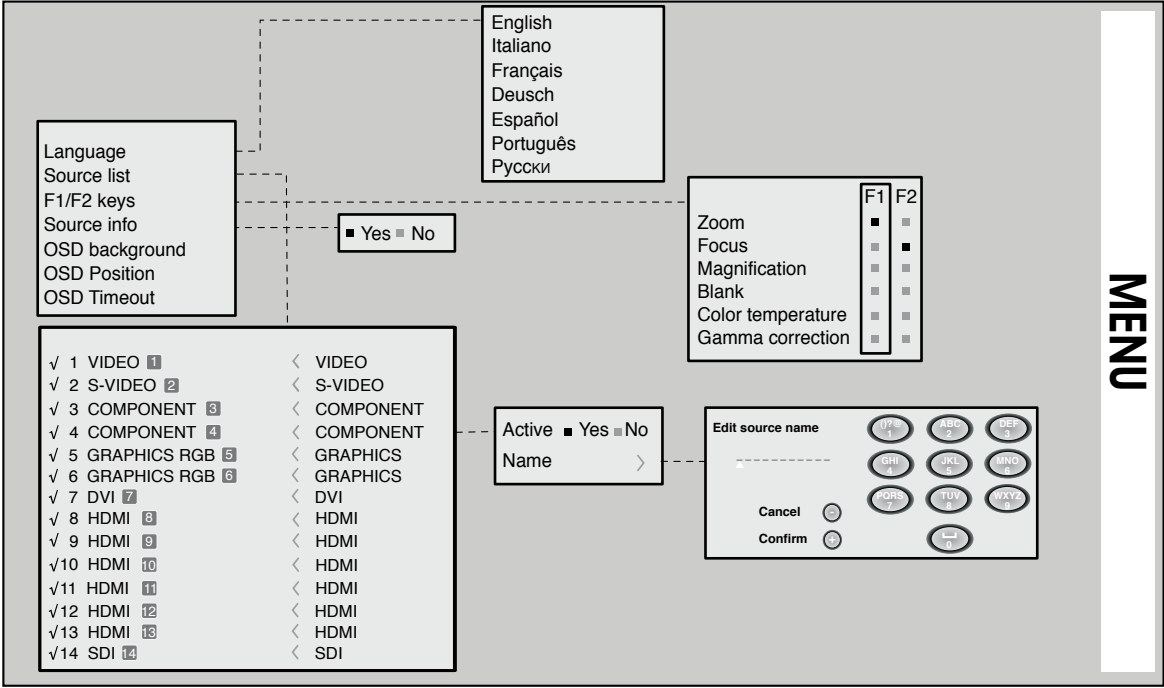 English
Italiano
Français
Deusch
Español
Português
Русски
Language
Source list
F1/F2 keys
Source info
OSD background
OSD Position
OSD Timeout
Yes No
F1 F2
Zoom
Focus
Magnification
Blank
Color temperature
Gamma correction
MENU
√ 1 VIDEO 1 VIDEO
√ 2 S-VIDEO 2 S-VIDEO
√ 3 COMPONENT 3 COMPONENT
√ 4 COMPONENT 4 COMPONENT
√ 5 GRAPHICS RGB 5 GRAPHICS
√ 6 GRAPHICS RGB 6 GRAPHICS
√ 7 DVI 7 DVI
√ 8 HDMI 8 HDMI
√ 9 HDMI 9 HDMI
√10 HDMI 10 HDMI
√11 HDMI 11 HDMI
√12 HDMI 12 HDMI
√13 HDMI 13 HDMI
√14 SDI 14 SDI
Active Yes No
Name
Edit source name
Cancel -
Confirm +
()?@ ABC DEF
1 2 3
GHI JKL MNO
4 5 6
PQRS TUV WXYZ
7 8 9
0